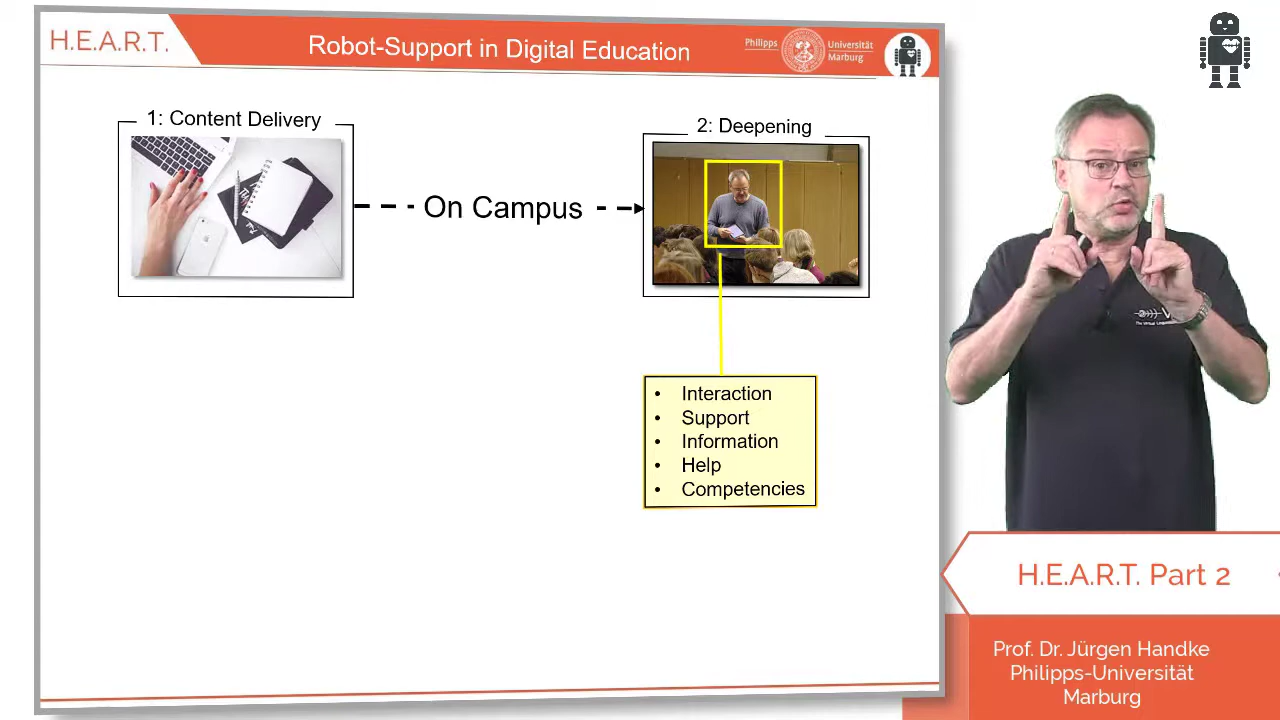 H.E.A.R.T.
Robot-Support in Digital Education
Philipps
Universität
Marburg
1: Content Delivery
2: Deepening
On Campus
• Interaction
• Support
• Information
• Help
• Competencies
H.E.A.R.T. Part 2
Prof. Dr. Jürgen Handke
Philipps-Universität
Marburg